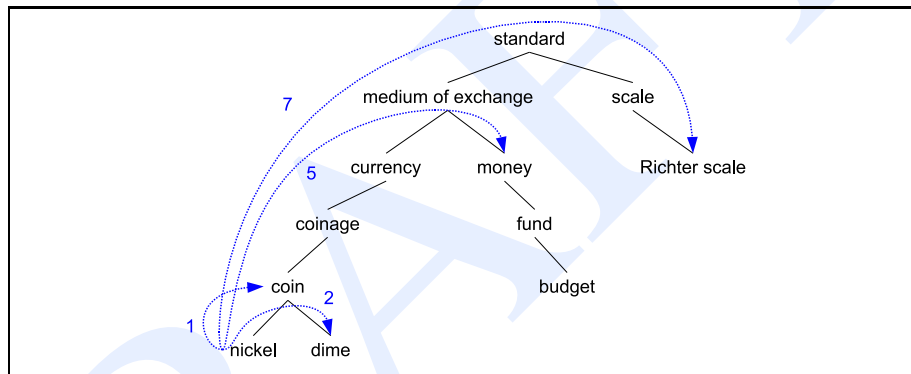 standard
7
medium of exchange
scale
5
currency
money
Richter scale
coinage
fund
coin
budget
1
2
nickel
dime